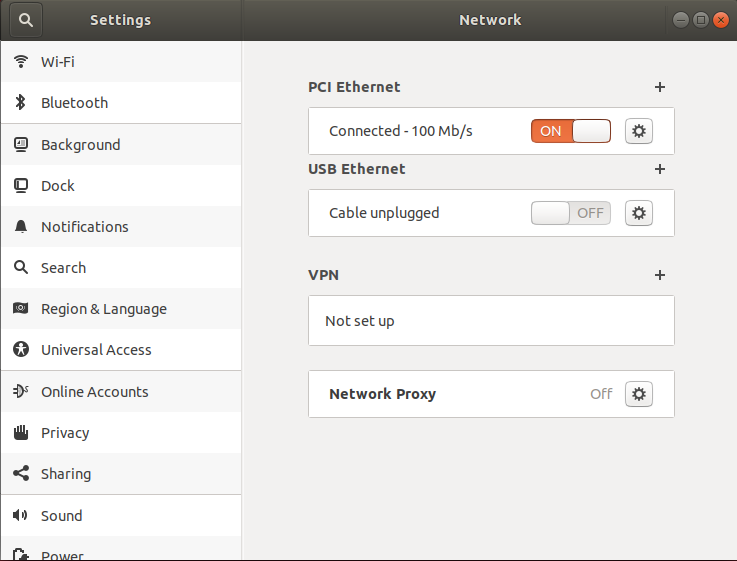 Settings
Network
Wi-Fi
Bluetooth
Background
Dock
Notifications
Search
Region & Language
Universal Access
Online Accounts
Privacy
Sharing
Sound
Power
PCI Ethernet
Connected - 100 Mb/s
ON
USB Ethernet
Cable unplugged
OFF
VPN
Not set up
Network Proxy
Off